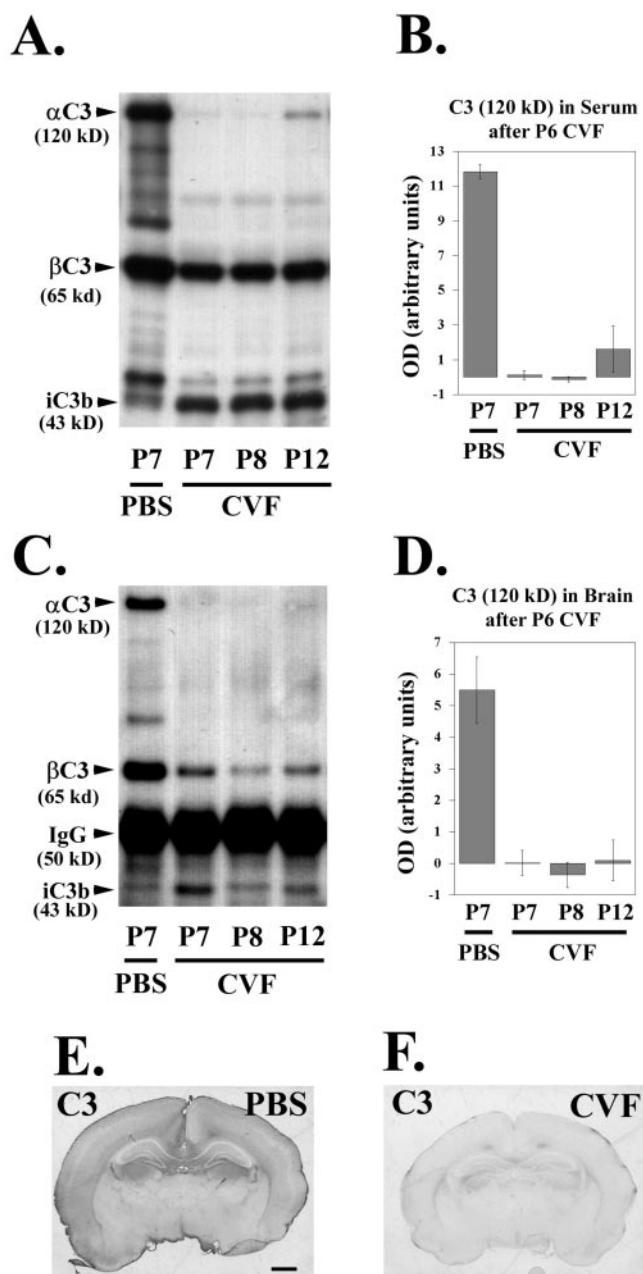 A.
αC3
(120 kD)
βC3
(65 kd)
iC3b
(43 kD)
P7 P7 P8 P12
PBS CVF
B.
C3 (120 kD) in Serum
after P6 CVF
OD (arbitrary units)
13
11
9
7
5
3
1
-1
P7 P7 P8 P12
PBS CVF
C.
αC3
(120 kD)
βC3
(65 kd)
IgG
(50 kD)
iC3b
(43 kD)
P7 P7 P8 P12
PBS CVF
D.
C3 (120 kD) in Brain
after P6 CVF
OD (arbitrary units)
7
6
5
4
3
2
1
0
-1
P7 P7 P8 P12
PBS CVF
E.
C3 PBS
F.
C3 CVF